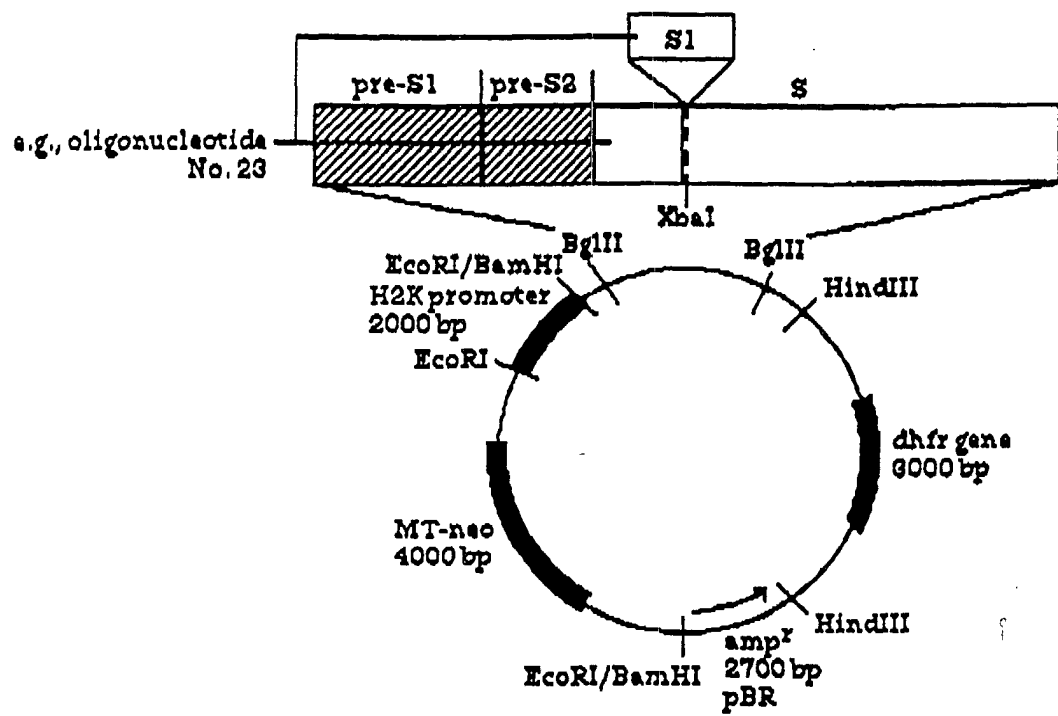 S1
pre-S1
pre-S2
S
e.g., oligonucleotide
No. 23
XbaI
BglII
BglII
EcoRI/BamHI
H2K promoter
2000 bp
HindIII
EcoRI
dhfr gene
3000 bp
MT-neo
4000 bp
HindIII
EcoRI/BamHI
ampr
2700 bp
pBR